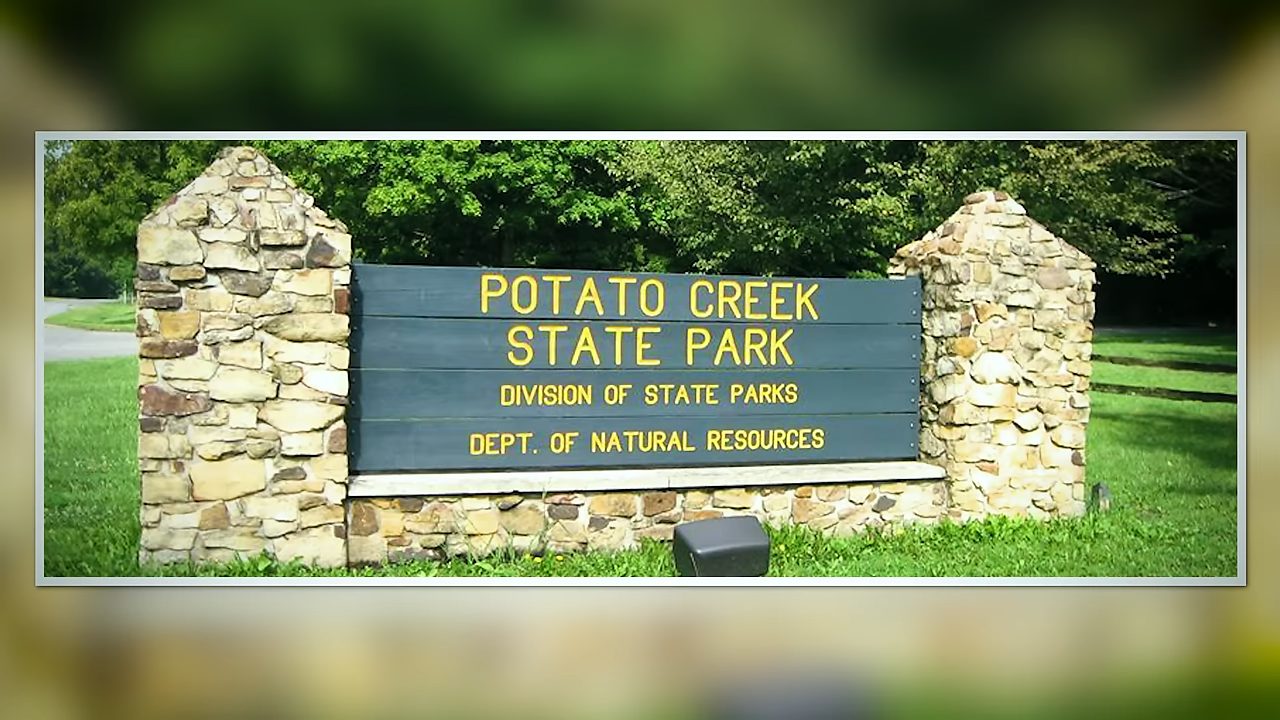 POTATO CREEK
STATE PARK
DIVISION OF STATE PARKS
DEPT. OF NATURAL RESOURCES